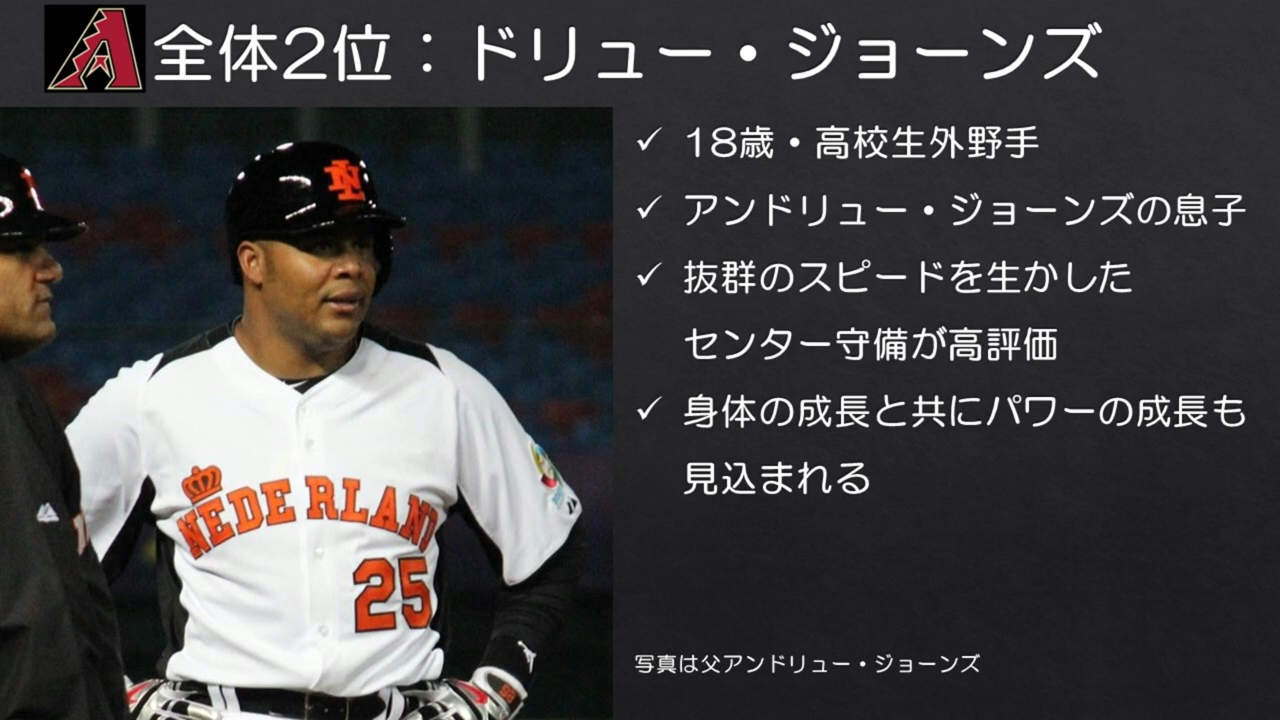 全体2位：ドリュー・ジョーンズ
✓ 18歳・高校生外野手
✓ アンドリュー・ジョーンズの息子
✓ 抜群のスピードを生かした
センター守備が高評価
✓ 身体の成長と共にパワーの成長も
見込まれる
NL
NEDERLAND
25
写真は父アンドリュー・ジョーンズ